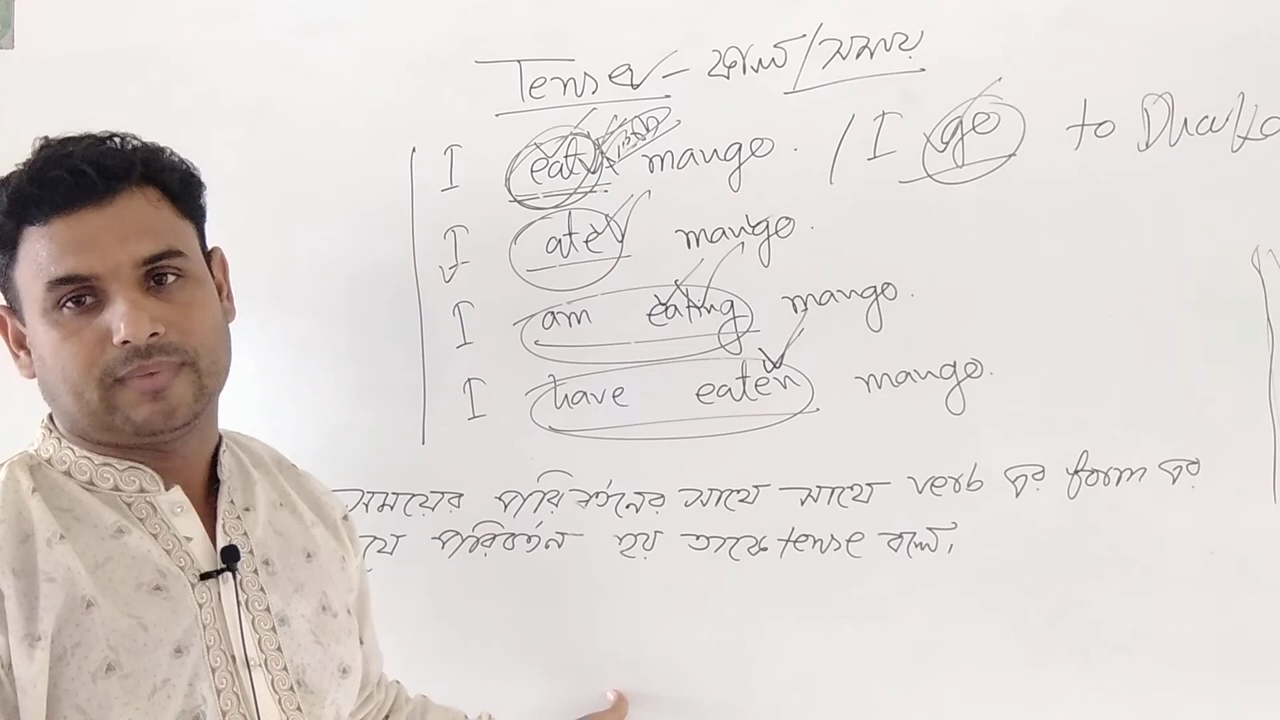 Tense - কাল/সময়
I eat mango. / I go to Dhaka
I ate mango.
I am eating mango.
I have eaten mango.
সময়ের পরিবর্তনের সাথে সাথে verb এর form এর
যে পরিবর্তন হয় তাকে tense বলে।